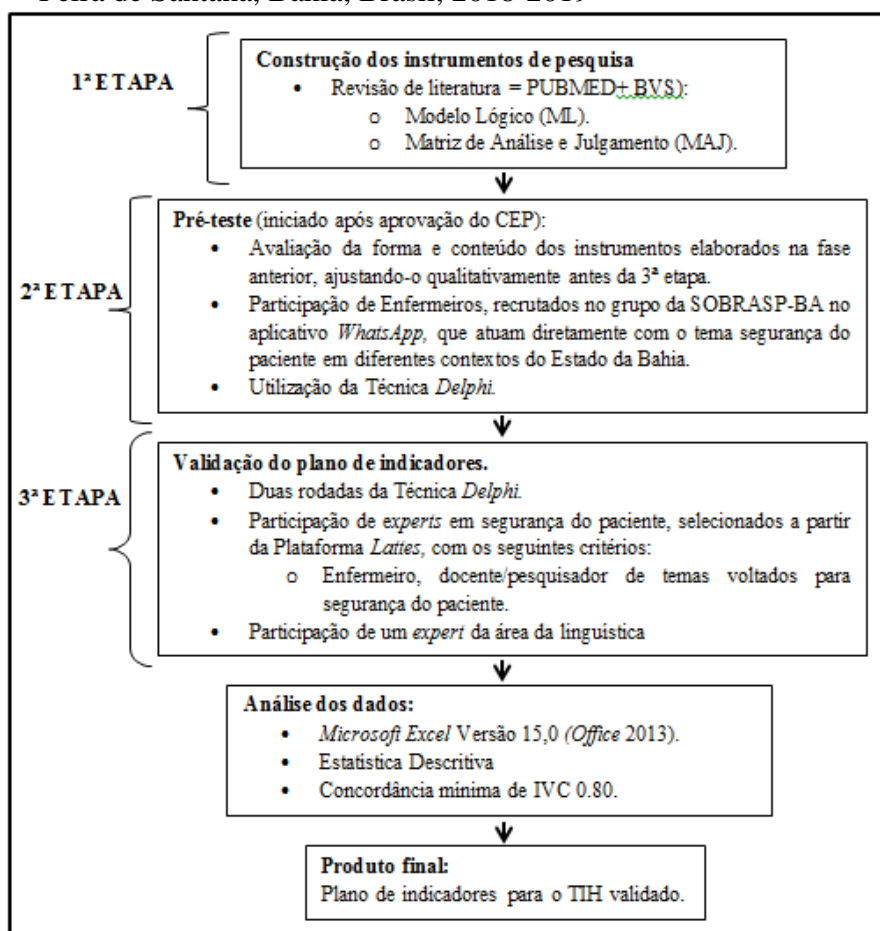 Feira de Santana, Bahia, Brasil, 2018-2019
1ª ETAPA
Construção dos instrumentos de pesquisa
• Revisão de literatura = PUBMED+ BVS):
o Modelo Lógico (ML).
o Matriz de Análise e Julgamento (MAJ).
2ª ETAPA
Pré-teste (iniciado após aprovação do CEP):
• Avaliação da forma e conteúdo dos instrumentos elaborados na fase
anterior, ajustando-o qualitativamente antes da 3ª etapa.
• Participação de Enfermeiros, recrutados no grupo da SOBRASP-BA no
aplicativo WhatsApp, que atuam diretamente com o tema segurança do
paciente em diferentes contextos do Estado da Bahia.
• Utilização da Técnica Delphi.
3ª ETAPA
Validação do plano de indicadores.
• Duas rodadas da Técnica Delphi.
• Participação de experts em segurança do paciente, selecionados a partir
da Plataforma Lattes, com os seguintes critérios:
o Enfermeiro, docente/pesquisador de temas voltados para
segurança do paciente.
• Participação de um expert da área da linguística
Análise dos dados:
• Microsoft Excel Versão 15,0 (Office 2013).
• Estatística Descritiva
• Concordância mínima de IVC 0.80.
Produto final:
Plano de indicadores para o TIH validado.